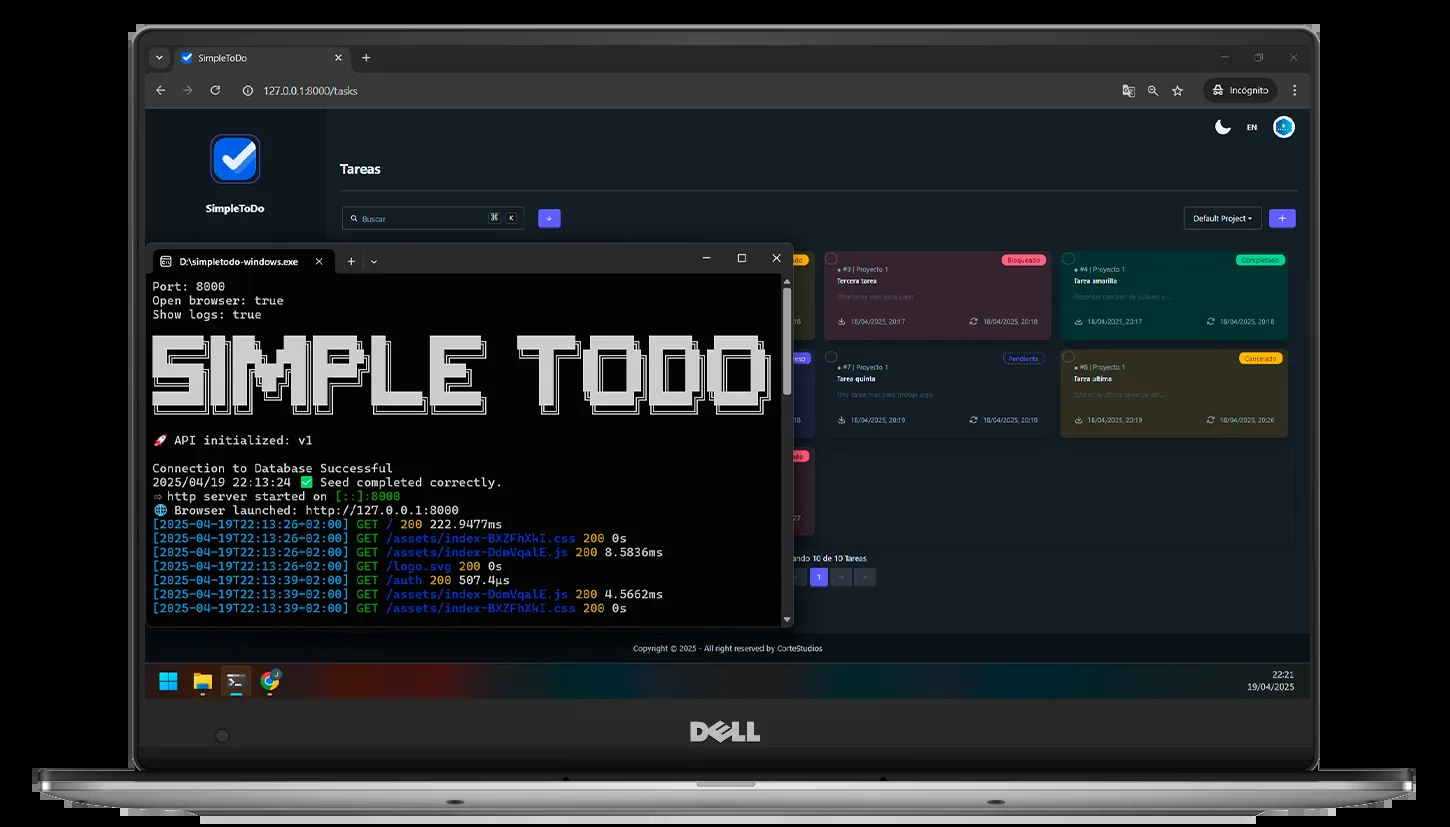 SimpleToDo
127.0.0.1:8000/tasks
Incógnito
EN
SimpleToDo
Tareas
Buscar
⌘ K
Default Project
D:\simpletodo-windows.exe
Port: 8000
Open browser: true
Show logs: true
SIMPLE TODO
🚀 API initialized: v1
Connection to Database Successful
2025/04/19 22:13:24 ✅ Seed completed correctly.
⇨ http server started on [::]:8000
🌐 Browser launched: http://127.0.0.1:8000
[2025-04-19T22:13:26+02:00] GET / 200 222.9477ms
[2025-04-19T22:13:26+02:00] GET /assets/index-BXZFhXkI.css 200 0s
[2025-04-19T22:13:26+02:00] GET /assets/index-DdmVqalE.js 200 8.5836ms
[2025-04-19T22:13:26+02:00] GET /logo.svg 200 0s
[2025-04-19T22:13:39+02:00] GET /auth 200 507.4µs
[2025-04-19T22:13:39+02:00] GET /assets/index-DdmVqalE.js 200 4.5662ms
[2025-04-19T22:13:39+02:00] GET /assets/index-BXZFhXkI.css 200 0s
Bloqueado
#3 | Proyecto 1
Tercera tarea
Otra tarea mas para crear
18/04/2025, 20:17 18/04/2025, 20:18
Completado
#4 | Proyecto 1
Tarea amarilla
18/04/2025, 20:17 18/04/2025, 20:18
Pendiente
#7 | Proyecto 1
Tarea quinta
Una tarea mas para probar algo
18/04/2025, 20:19 18/04/2025, 20:19
Cancelado
#8 | Proyecto 1
Tarea ultima
Esta es la ultima tarea de est...
18/04/2025, 20:19 18/04/2025, 20:26
ando 10 de 10 Tareas
1
Copyright © 2025 - All right reserved by CorteStudios
22:21
19/04/2025
DELL